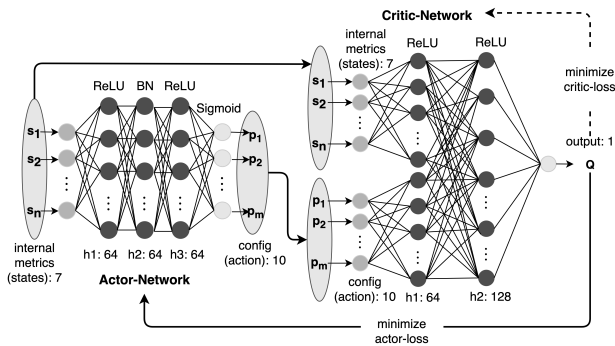 Critic-Network
internal
metrics
(states): 7
ReLU
ReLU
minimize
critic-loss
ReLU
BN
ReLU
Sigmoid
s1
s2
sn
p1
p2
pm
s1
s2
sn
p1
p2
pm
output: 1
Q
internal
metrics
(states): 7
h1: 64
h2: 64
h3: 64
config
(action): 10
Actor-Network
config
(action): 10
h1: 64
h2: 128
minimize
actor-loss